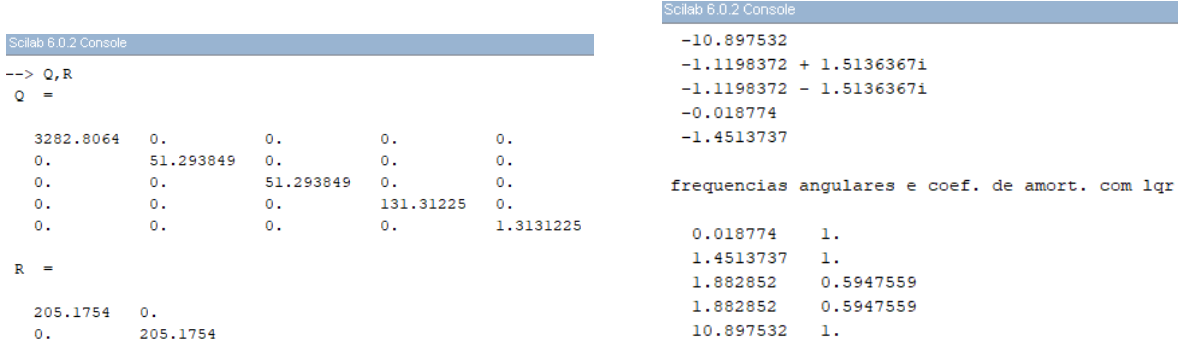 Scilab 6.0.2 Console
--> Q,R
Q =
3282.8064 0. 0. 0. 0.
0. 51.293849 0. 0. 0.
0. 0. 51.293849 0. 0.
0. 0. 0. 131.31225 0.
0. 0. 0. 0. 1.3131225
R =
205.1754 0.
0. 205.1754
Scilab 6.0.2 Console
-10.897532
-1.1198372 + 1.5136367i
-1.1198372 - 1.5136367i
-0.018774
-1.4513737
frequencias angulares e coef. de amort. com lqr
0.018774 1.
1.4513737 1.
1.882852 0.5947559
1.882852 0.5947559
10.897532 1.